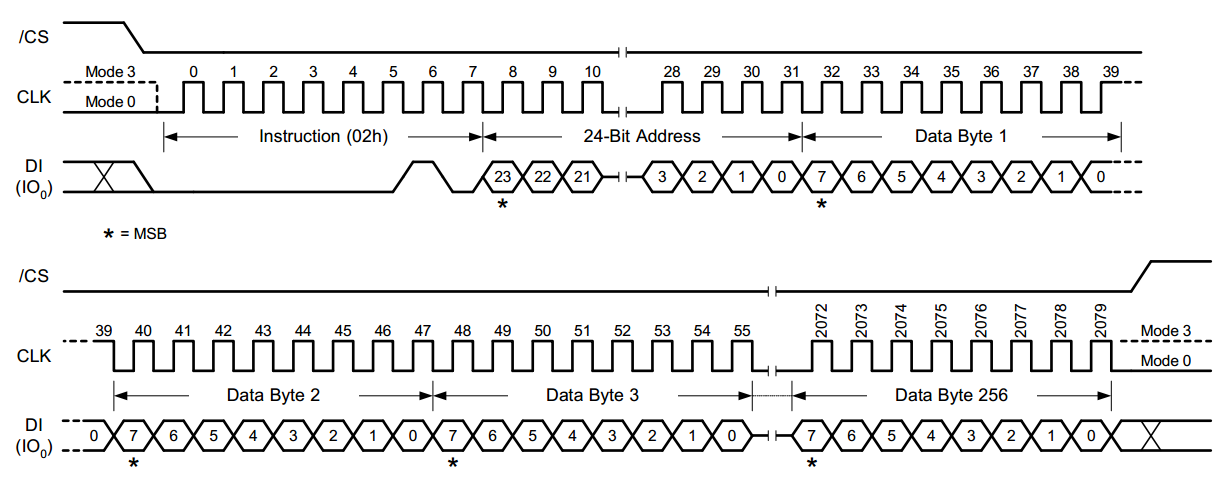 /CS
Mode 3 0 1 2 3 4 5 6 7 8 9 10 28 29 30 31 32 33 34 35 36 37 38 39
CLK
Mode 0
Instruction (02h) 24-Bit Address Data Byte 1
DI
(IO0)
23 22 21 3 2 1 0 7 6 5 4 3 2 1 0
* *
* = MSB
/CS
39 40 41 42 43 44 45 46 47 48 49 50 51 52 53 54 55 2072 2073 2074 2075 2076 2077 2078 2079 Mode 3
CLK
Mode 0
Data Byte 2 Data Byte 3 Data Byte 256
DI
(IO0)
0 7 6 5 4 3 2 1 0 7 6 5 4 3 2 1 0 7 6 5 4 3 2 1 0
* * *